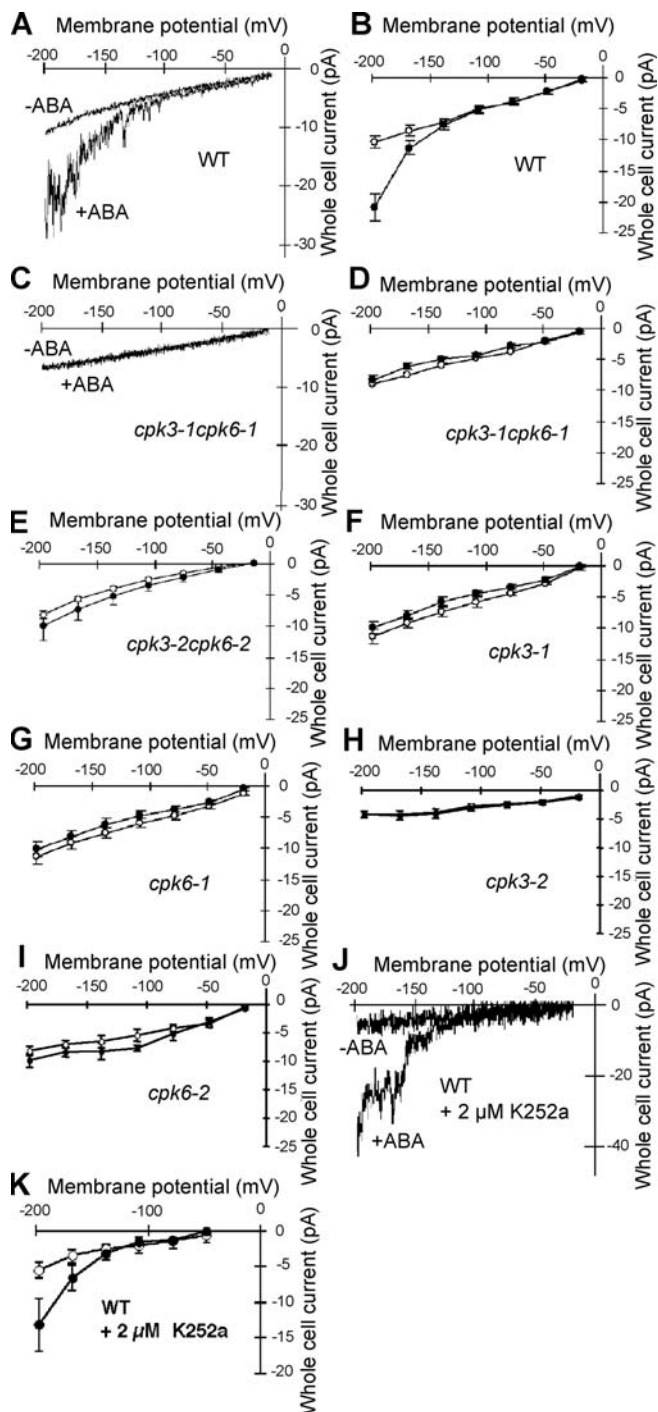 A
Membrane potential (mV)
-200 -150 -100 -50 0
0
-10
-20
-30
Whole cell current (pA)
-ABA
+ABA
WT
B
Membrane potential (mV)
-200 -150 -100 -50 0
0
-5
-10
-15
-20
-25
Whole cell current (pA)
WT
C
Membrane potential (mV)
-200 -150 -100 -50 0
0
-10
-20
-30
Whole cell current (pA)
-ABA
+ABA
cpk3-1cpk6-1
D
Membrane potential (mV)
-200 -150 -100 -50 0
0
-5
-10
-15
-20
-25
Whole cell current (pA)
cpk3-1cpk6-1
E
Membrane potential (mV)
-200 -150 -100 -50 0
0
-5
-10
-15
-20
-25
Whole cell current (pA)
cpk3-2cpk6-2
F
Membrane potential (mV)
-200 -150 -100 -50 0
0
-5
-10
-15
-20
-25
Whole cell current (pA)
cpk3-1
G
Membrane potential (mV)
-200 -150 -100 -50 0
0
-5
-10
-15
-20
-25
Whole cell current (pA)
cpk6-1
H
Membrane potential (mV)
-200 -150 -100 -50 0
0
-5
-10
-15
-20
-25
Whole cell current (pA)
cpk3-2
I
Membrane potential (mV)
-200 -150 -100 -50 0
0
-5
-10
-15
-20
-25
Whole cell current (pA)
cpk6-2
J
Membrane potential (mV)
-200 -150 -100 -50 0
0
-20
-40
Whole cell current (pA)
-ABA
+ABA
WT
+ 2 µM K252a
K
Membrane potential (mV)
-200 -100 0
0
-5
-10
-15
-20
Whole cell current (pA)
WT
+ 2 µM K252a